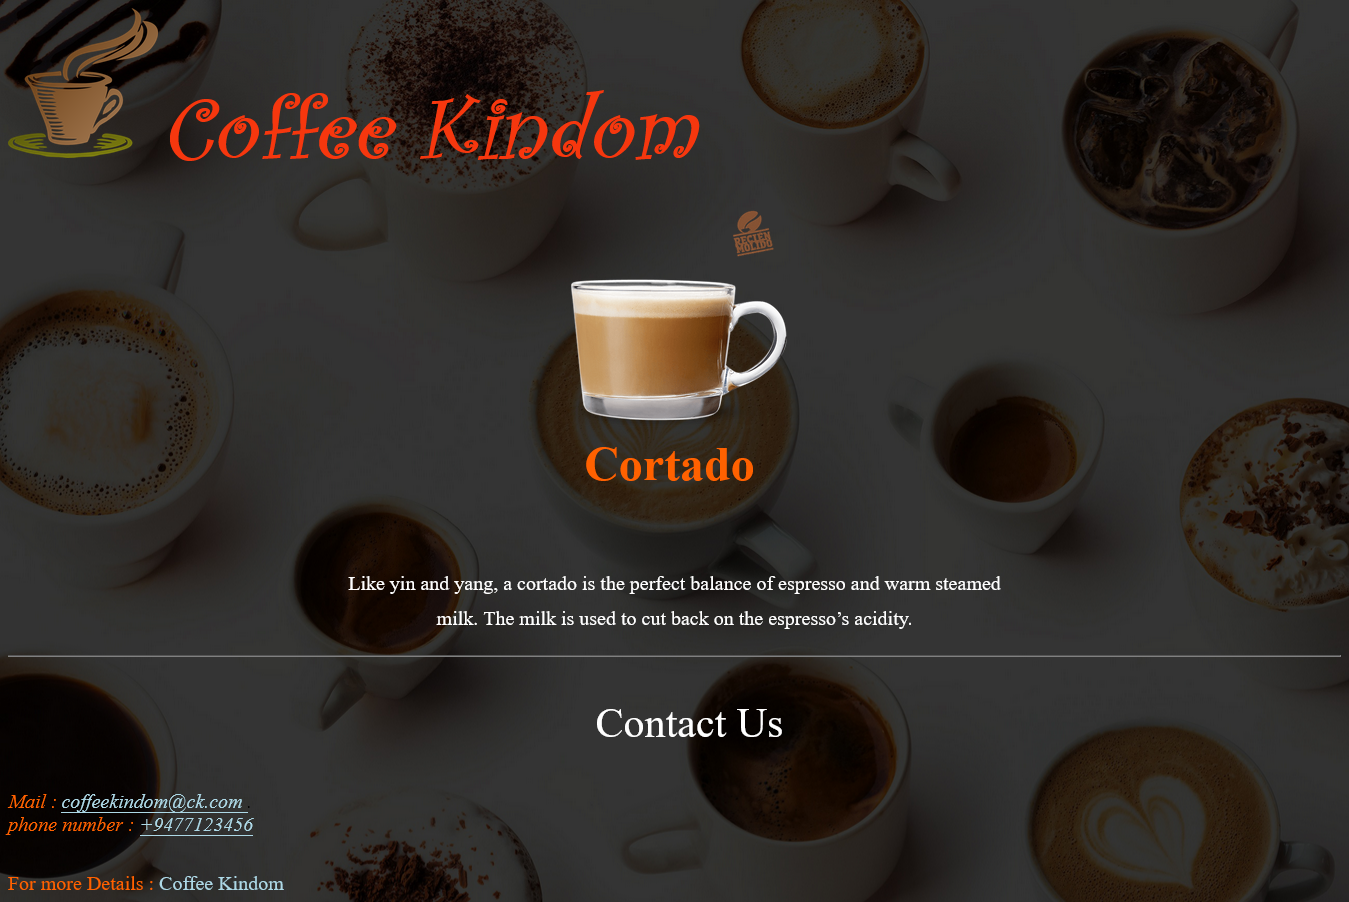 Coffee Kindom
RECIEN
MOLIDO
Cortado
Like yin and yang, a cortado is the perfect balance of espresso and warm steamed
milk. The milk is used to cut back on the espresso’s acidity.
Contact Us
Mail : coffeekindom@ck.com .
phone number : +9477123456
For more Details : Coffee Kindom